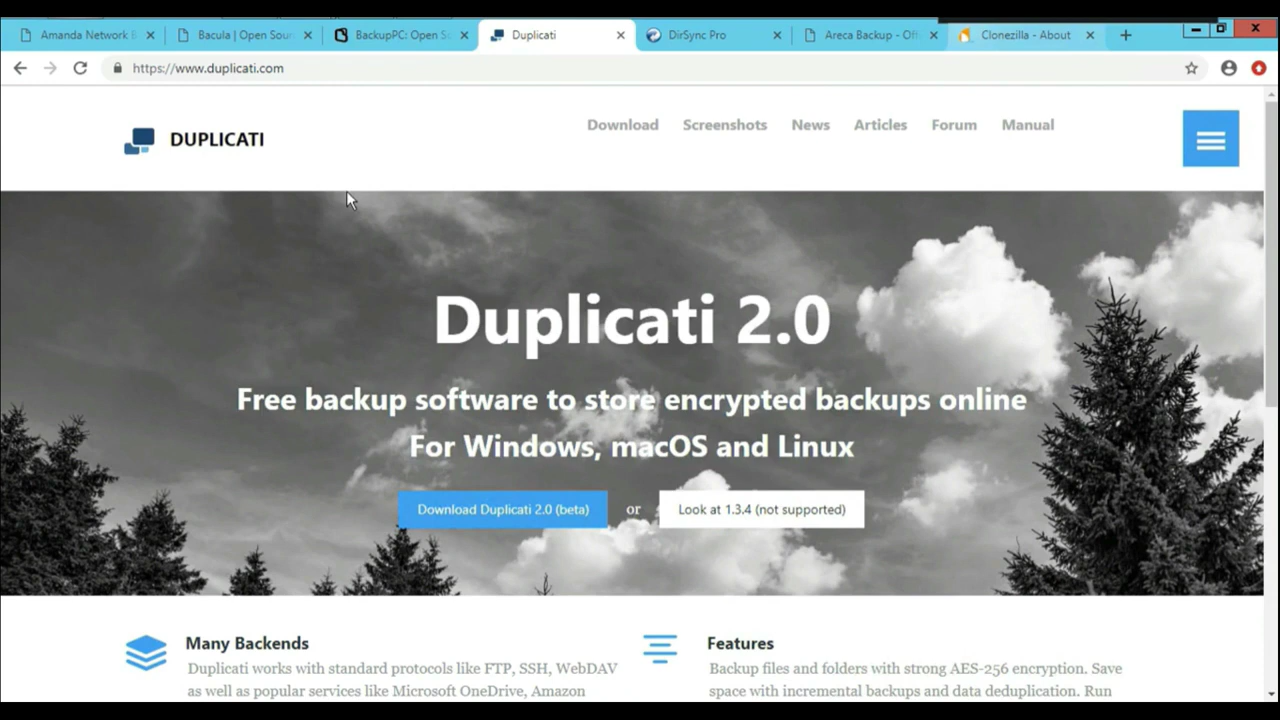 Amanda Network B
Bacula | Open Sour
BackupPC: Open So
Duplicati
DirSync Pro
Areca Backup - Offi
Clonezilla - About
https://www.duplicati.com
DUPLICATI
Download
Screenshots
News
Articles
Forum
Manual
Duplicati 2.0
Free backup software to store encrypted backups online
For Windows, macOS and Linux
Download Duplicati 2.0 (beta)
or
Look at 1.3.4 (not supported)
Many Backends
Duplicati works with standard protocols like FTP, SSH, WebDAV
as well as popular services like Microsoft OneDrive, Amazon
Features
Backup files and folders with strong AES-256 encryption. Save
space with incremental backups and data deduplication. Run